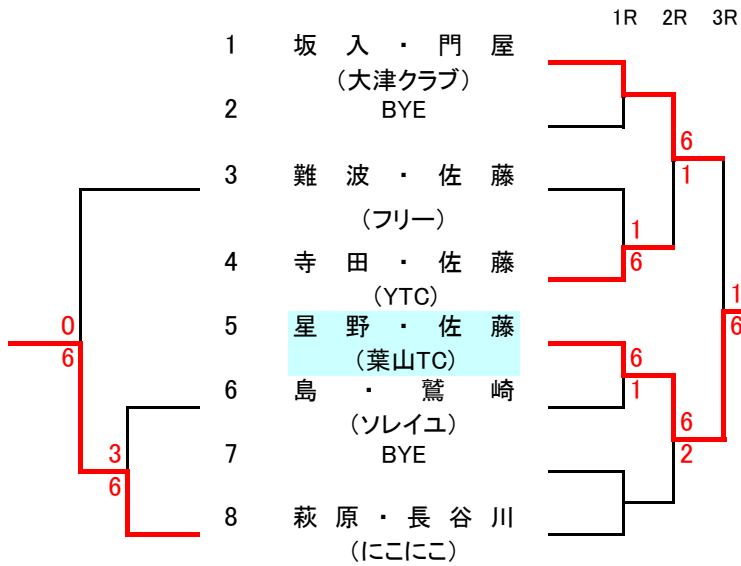 1R 2R 3R
1 坂入・門屋
(大津クラブ)
2 BYE
6
1
3 難波・佐藤
(フリー)
1
6
4 寺田・佐藤
(YTC)
1
6
0
6
5 星野・佐藤
(葉山TC)
6
1
6 島・鷲崎
(ソレイユ)
6
2
3
6
7 BYE
8 萩原・長谷川
(にこにこ)